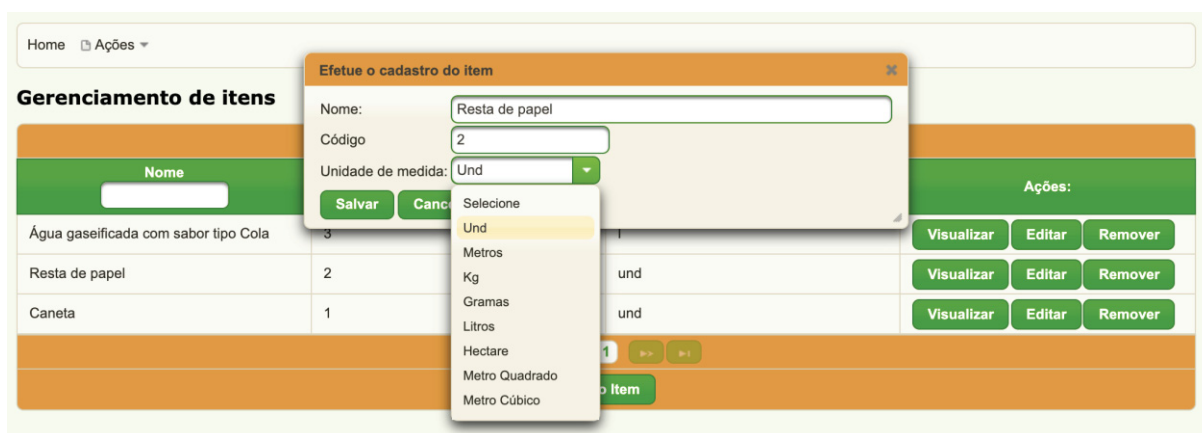 Home Ações
Efetue o cadastro do item
Gerenciamento de itens
Nome: Resta de papel
Código 2
Unidade de medida: Und
Nome
Ações:
Salvar
Selecione
Und
Metros
Kg
Gramas
Litros
Hectare
Metro Quadrado
Metro Cúbico
Água gaseificada com sabor tipo Cola 3 Visualizar Editar Remover
Resta de papel 2 und Visualizar Editar Remover
Caneta 1 und Visualizar Editar Remover
1
Item